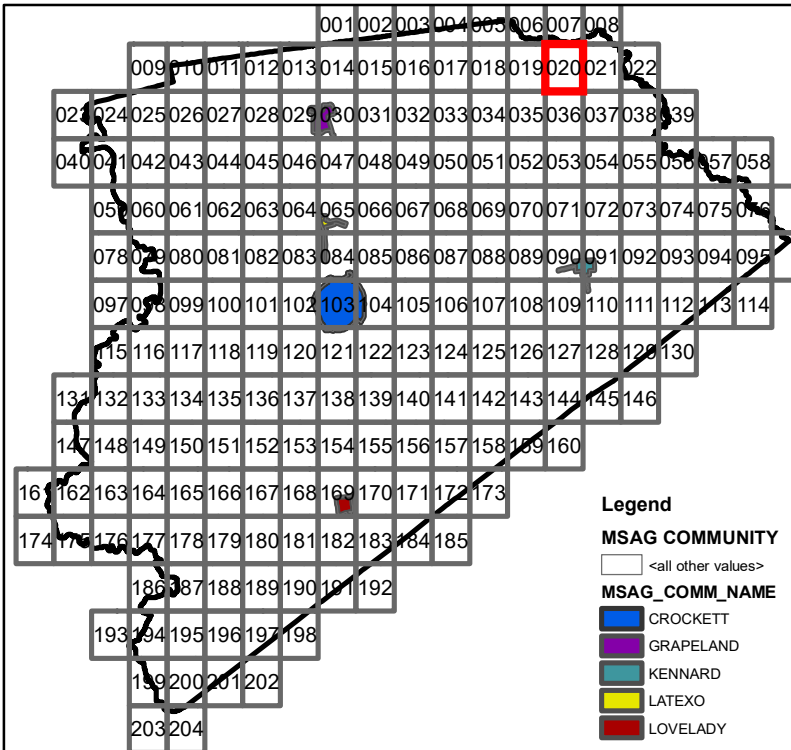 001 002 003 004 005 006 007 008
009 010 011 012 013 014 015 016 017 018 019 020 021 022
023 024 025 026 027 028 029 030 031 032 033 034 035 036 037 038 039
040 041 042 043 044 045 046 047 048 049 050 051 052 053 054 055 056 057 058
059 060 061 062 063 064 065 066 067 068 069 070 071 072 073 074 075 076
078 079 080 081 082 083 084 085 086 087 088 089 090 091 092 093 094 095
097 098 099 100 101 102 103 104 105 106 107 108 109 110 111 112 113 114
115 116 117 118 119 120 121 122 123 124 125 126 127 128 129 130
131 132 133 134 135 136 137 138 139 140 141 142 143 144 145 146
147 148 149 150 151 152 153 154 155 156 157 158 159 160
161 162 163 164 165 166 167 168 169 170 171 172 173
174 175 176 177 178 179 180 181 182 183 184 185
186 187 188 189 190 191 192
193 194 195 196 197 198
199 200 201 202
203 204
Legend
MSAG COMMUNITY
<all other values>
MSAG_COMM_NAME
CROCKETT
GRAPELAND
KENNARD
LATEXO
LOVELADY